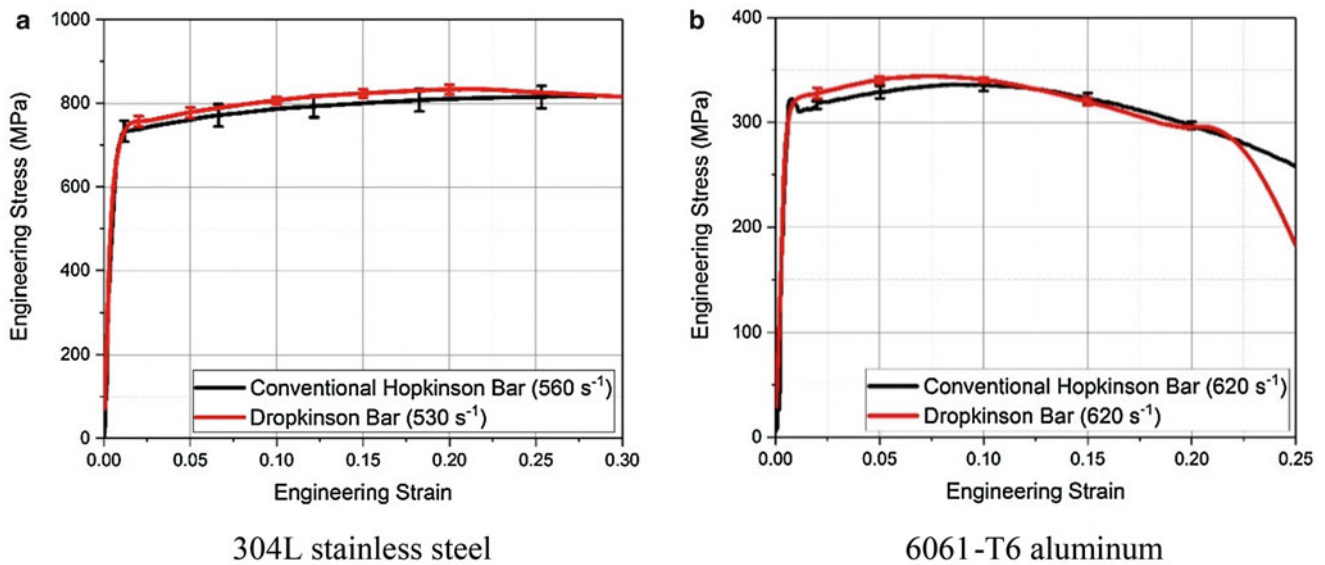 a
1000
800
600
400
200
0
Engineering Stress (MPa)
Conventional Hopkinson Bar (560 s⁻¹)
Dropkinson Bar (530 s⁻¹)
0.00 0.05 0.10 0.15 0.20 0.25 0.30
Engineering Strain
304L stainless steel
b
400
300
200
100
0
Engineering Stress (MPa)
Conventional Hopkinson Bar (620 s⁻¹)
Dropkinson Bar (620 s⁻¹)
0.00 0.05 0.10 0.15 0.20 0.25
Engineering Strain
6061-T6 aluminum